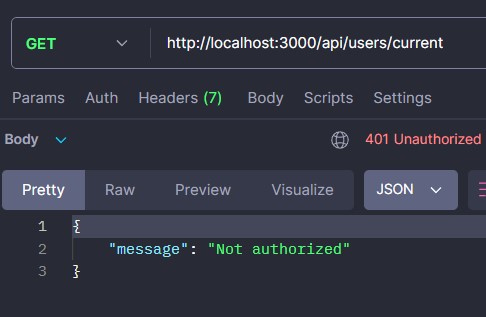 GET http://localhost:3000/api/users/current
Params Auth Headers (7) Body Scripts Settings
Body 401 Unauthorized
Pretty Raw Preview Visualize JSON
1 {
2 "message": "Not authorized"
3 }